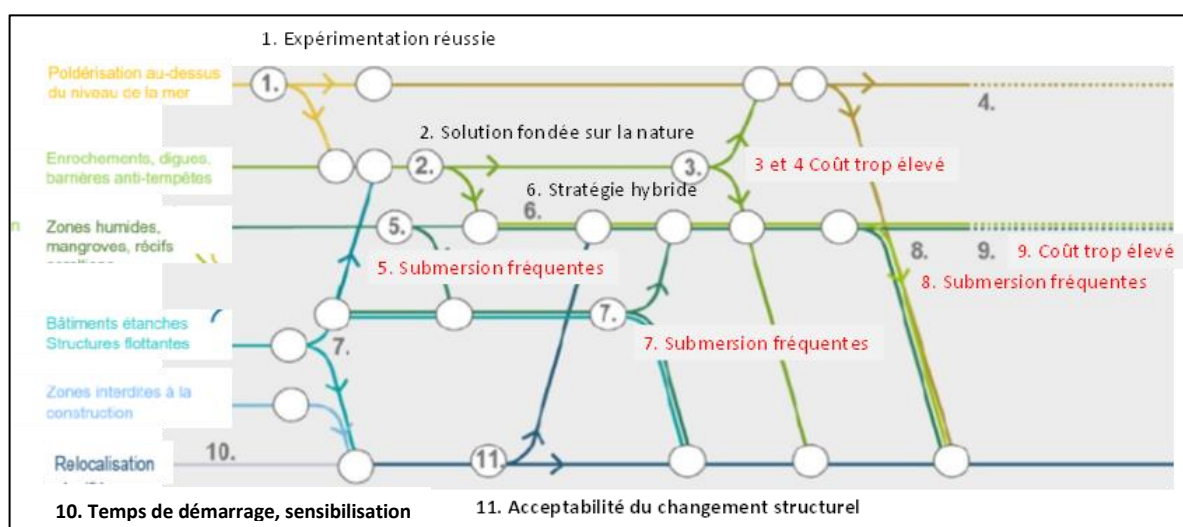 1. Expérimentation réussie
Poldérisation au-dessus
du niveau de la mer
1.
4.
2. Solution fondée sur la nature
Enrochements, digues,
barrières anti-tempêtes
2.
3.
3 et 4 Coût trop élevé
6. Stratégie hybride
n
Zones humides,
mangroves, récifs
5.
6.
8.
9.
9. Coût trop élevé
5. Submersion fréquentes
8. Submersion fréquentes
Bâtiments étanches
Structures flottantes
7.
7.
7. Submersion fréquentes
Zones interdites à la
construction
10.
Relocalisation
11.
10. Temps de démarrage, sensibilisation
11. Acceptabilité du changement structurel